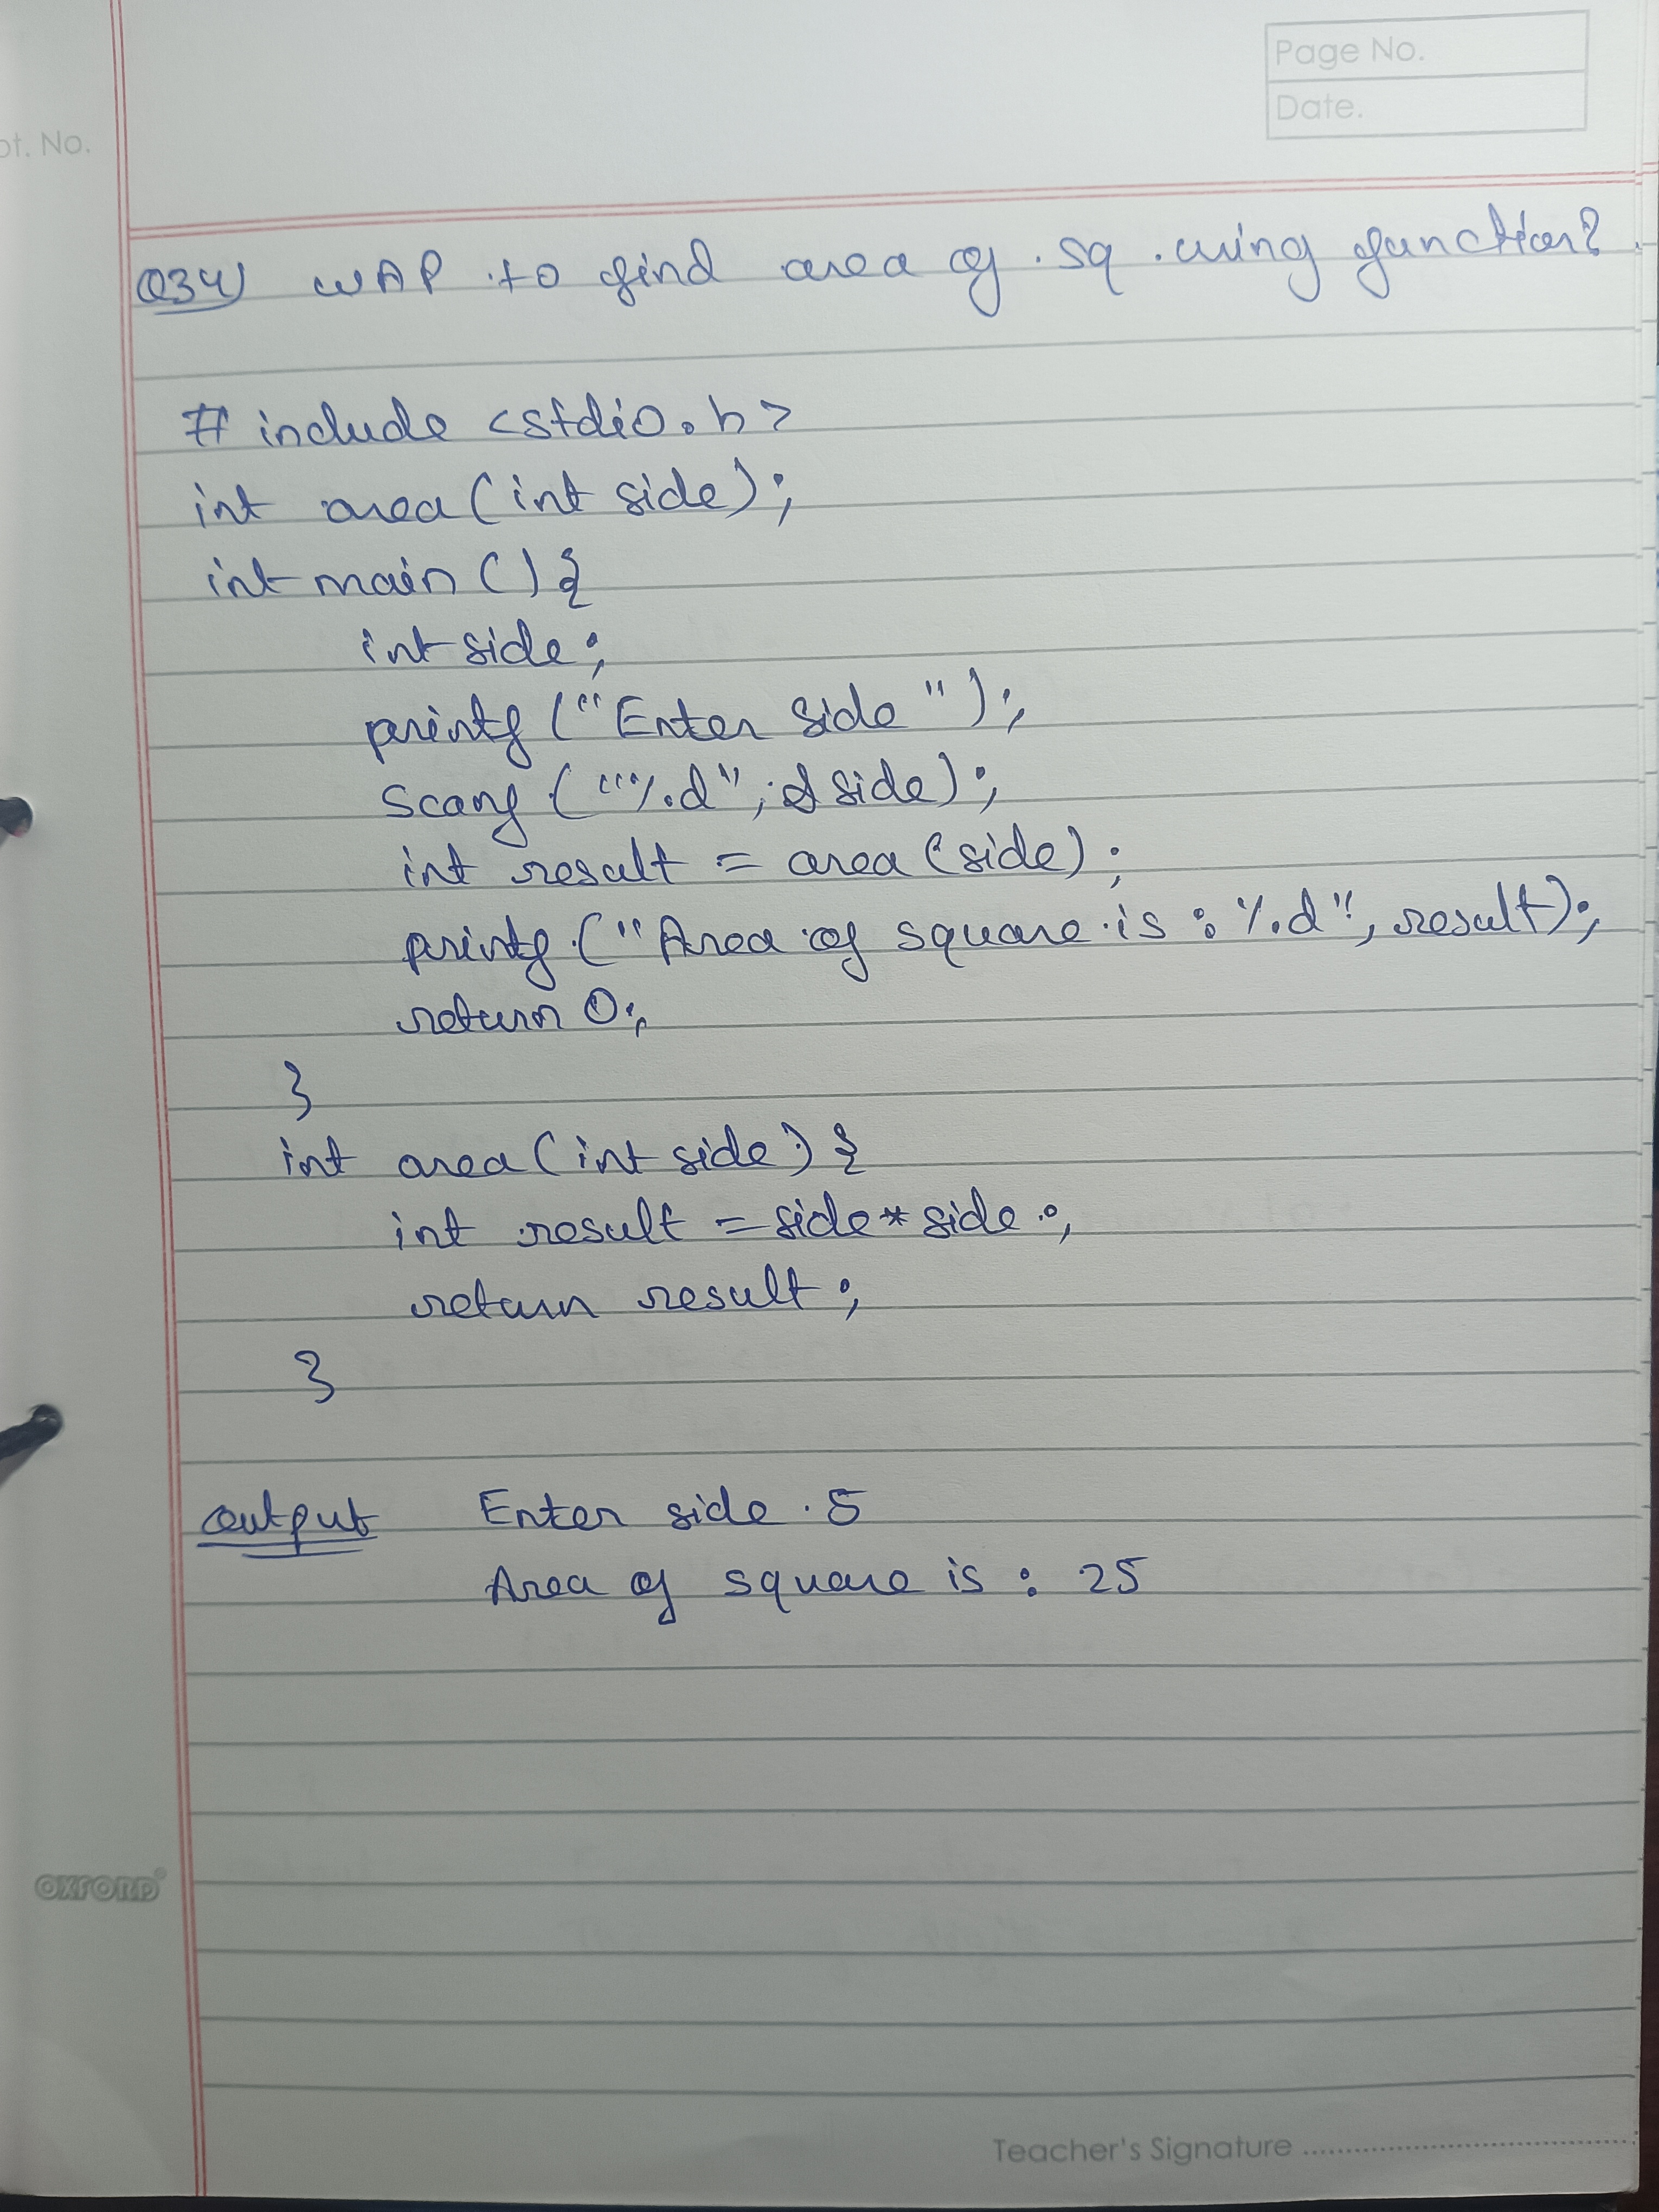 Page No.
Date.
pt. No.
Q34) WAP to find area of sq. using function?
# include <stdio.h>
int area (int side);
int main () {
int side;
printf ("Enter side");
scanf ("%d", &side);
int result = area (side);
printf ("Area of square is : %d", result);
return 0;
}
int area (int side) {
int result = side * side;
return result;
}
output Enter side 5
Area of square is : 25
OXFORD
Teacher's Signature